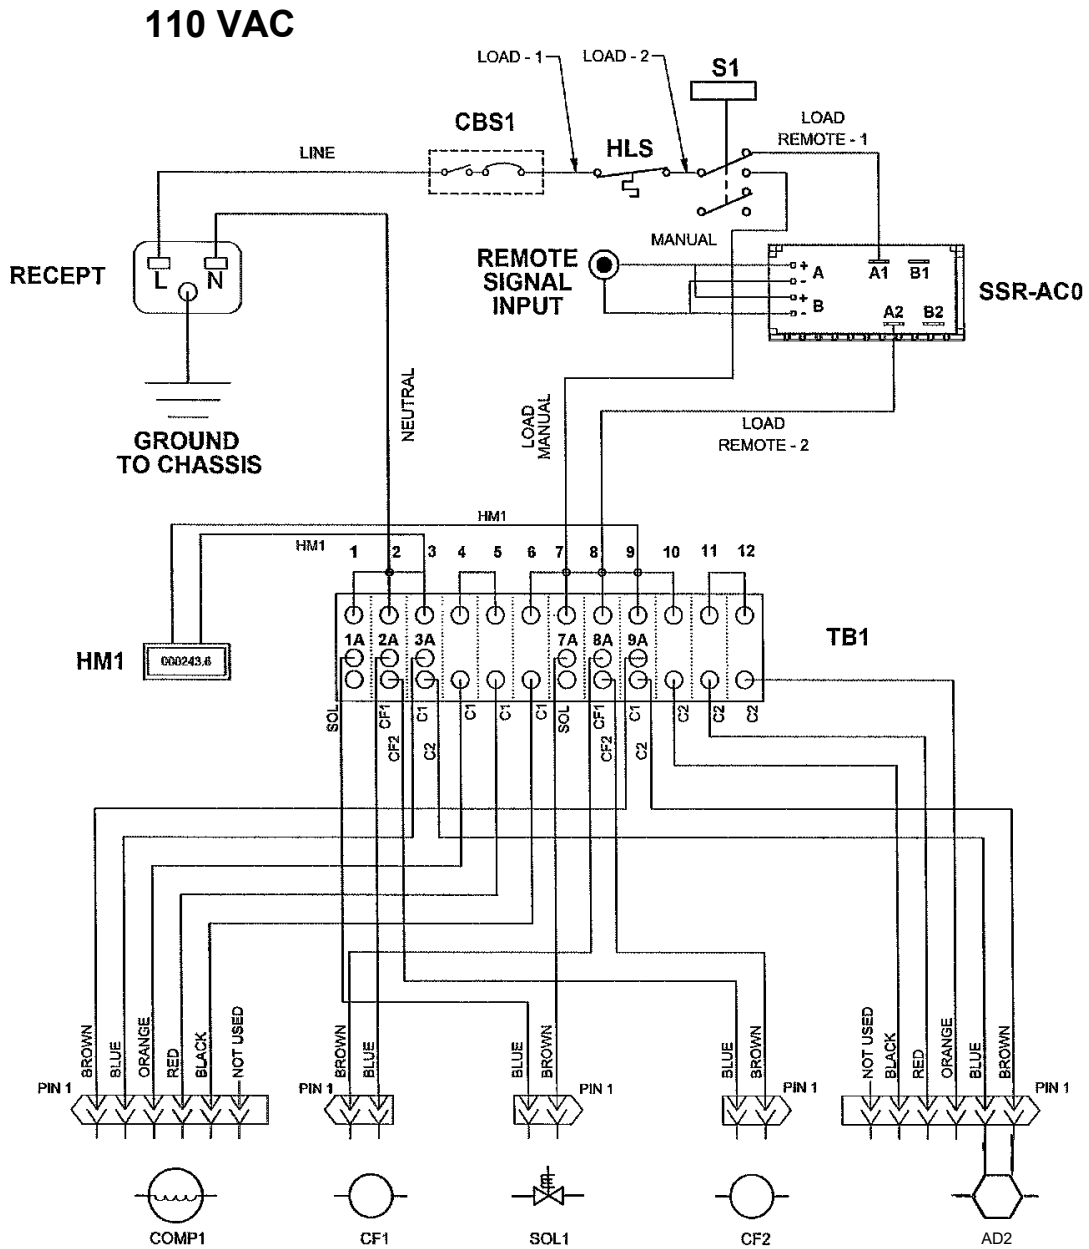 110 VAC
LOAD - 1
LOAD - 2
S1
CBS1
HLS
LOAD
REMOTE - 1
LINE
RECEPT
L
N
REMOTE
SIGNAL
INPUT
MANUAL
+
A
-
+
B
-
A1
B1
A2
B2
SSR-AC0
GROUND
TO CHASSIS
NEUTRAL
LOAD
MANUAL
LOAD
REMOTE - 2
HM1
HM1
1 2 3 4 5 6 7 8 9 10 11 12
1A 2A 3A 7A 8A 9A
TB1
HM1
000243.6
SOL
CF1
CF2
C1
C2
C1
C1
C1
SOL
CF1
CF2
C1
C2
C2
C2
C2
BROWN
BLUE
ORANGE
RED
BLACK
NOT USED
BROWN
BLUE
BLUE
BROWN
BLUE
BROWN
NOT USED
BLACK
RED
ORANGE
BLUE
BROWN
PIN 1
PIN 1
PIN 1
PIN 1
PIN 1
COMP1
CF1
SOL1
CF2
AD2